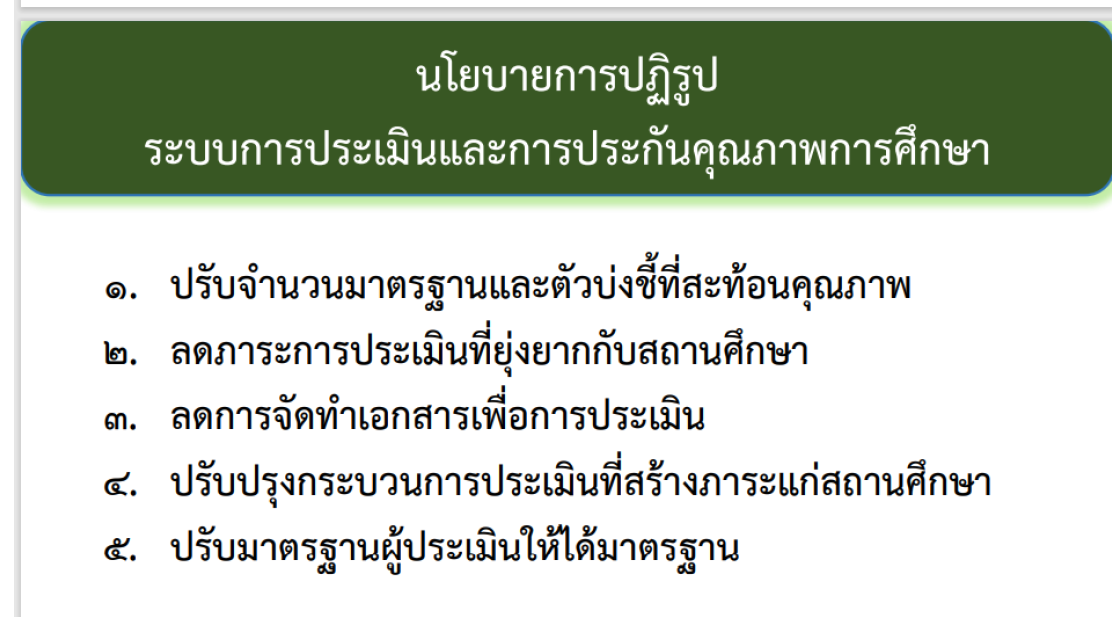 นโยบายการปฏิรูป
ระบบการประเมินและการประกันคุณภาพการศึกษา
๑. ปรับจำนวนมาตรฐานและตัวบ่งชี้ที่สะท้อนคุณภาพ
๒. ลดภาระการประเมินที่ยุ่งยากกับสถานศึกษา
๓. ลดการจัดทำเอกสารเพื่อการประเมิน
๔. ปรับปรุงกระบวนการประเมินที่สร้างภาระแก่สถานศึกษา
๕. ปรับมาตรฐานผู้ประเมินให้ได้มาตรฐาน